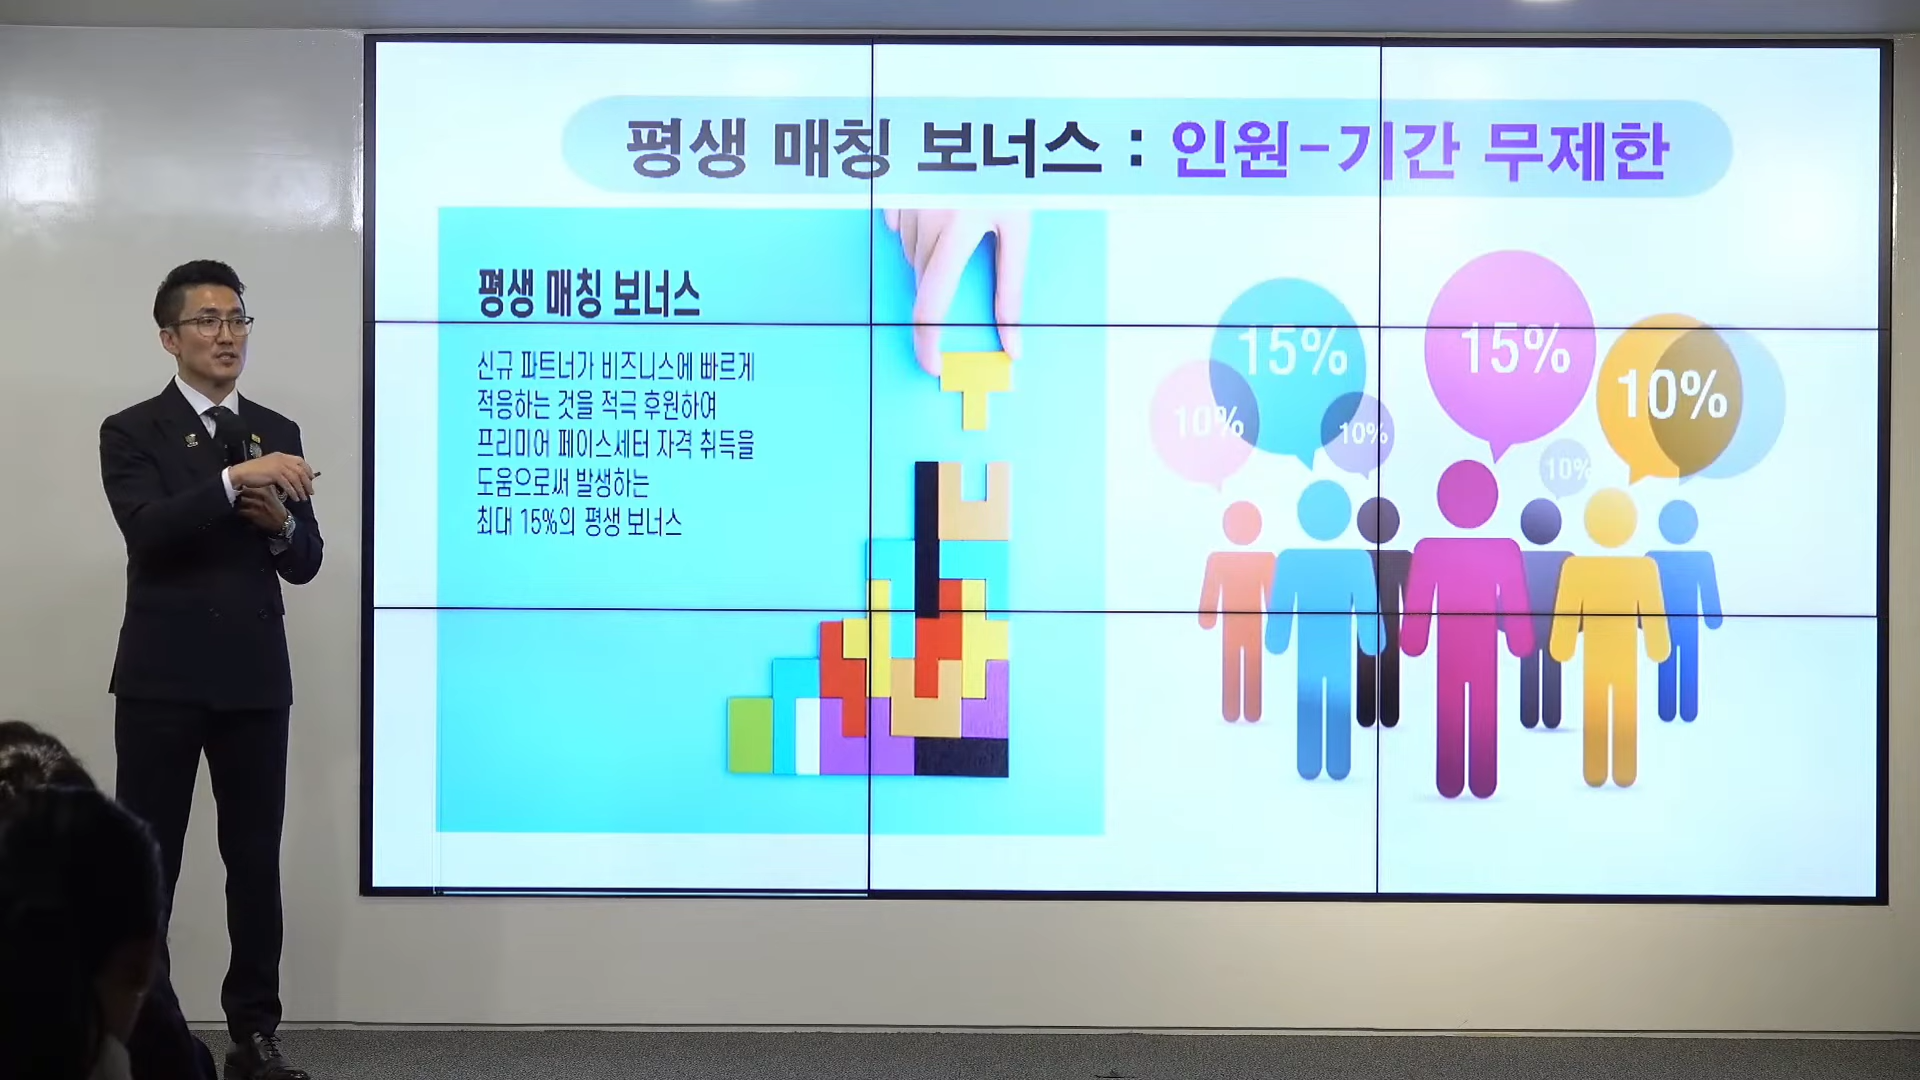 평생 매칭 보너스 : 인원-기간 무제한
평생 매칭 보너스
신규 파트너가 비즈니스에 빠르게
적응하는 것을 적극 후원하여
프리미어 페이스세터 자격 취득을
도움으로써 발생하는
최대 15%의 평생 보너스
15%
15%
10%
10%
10%
10%